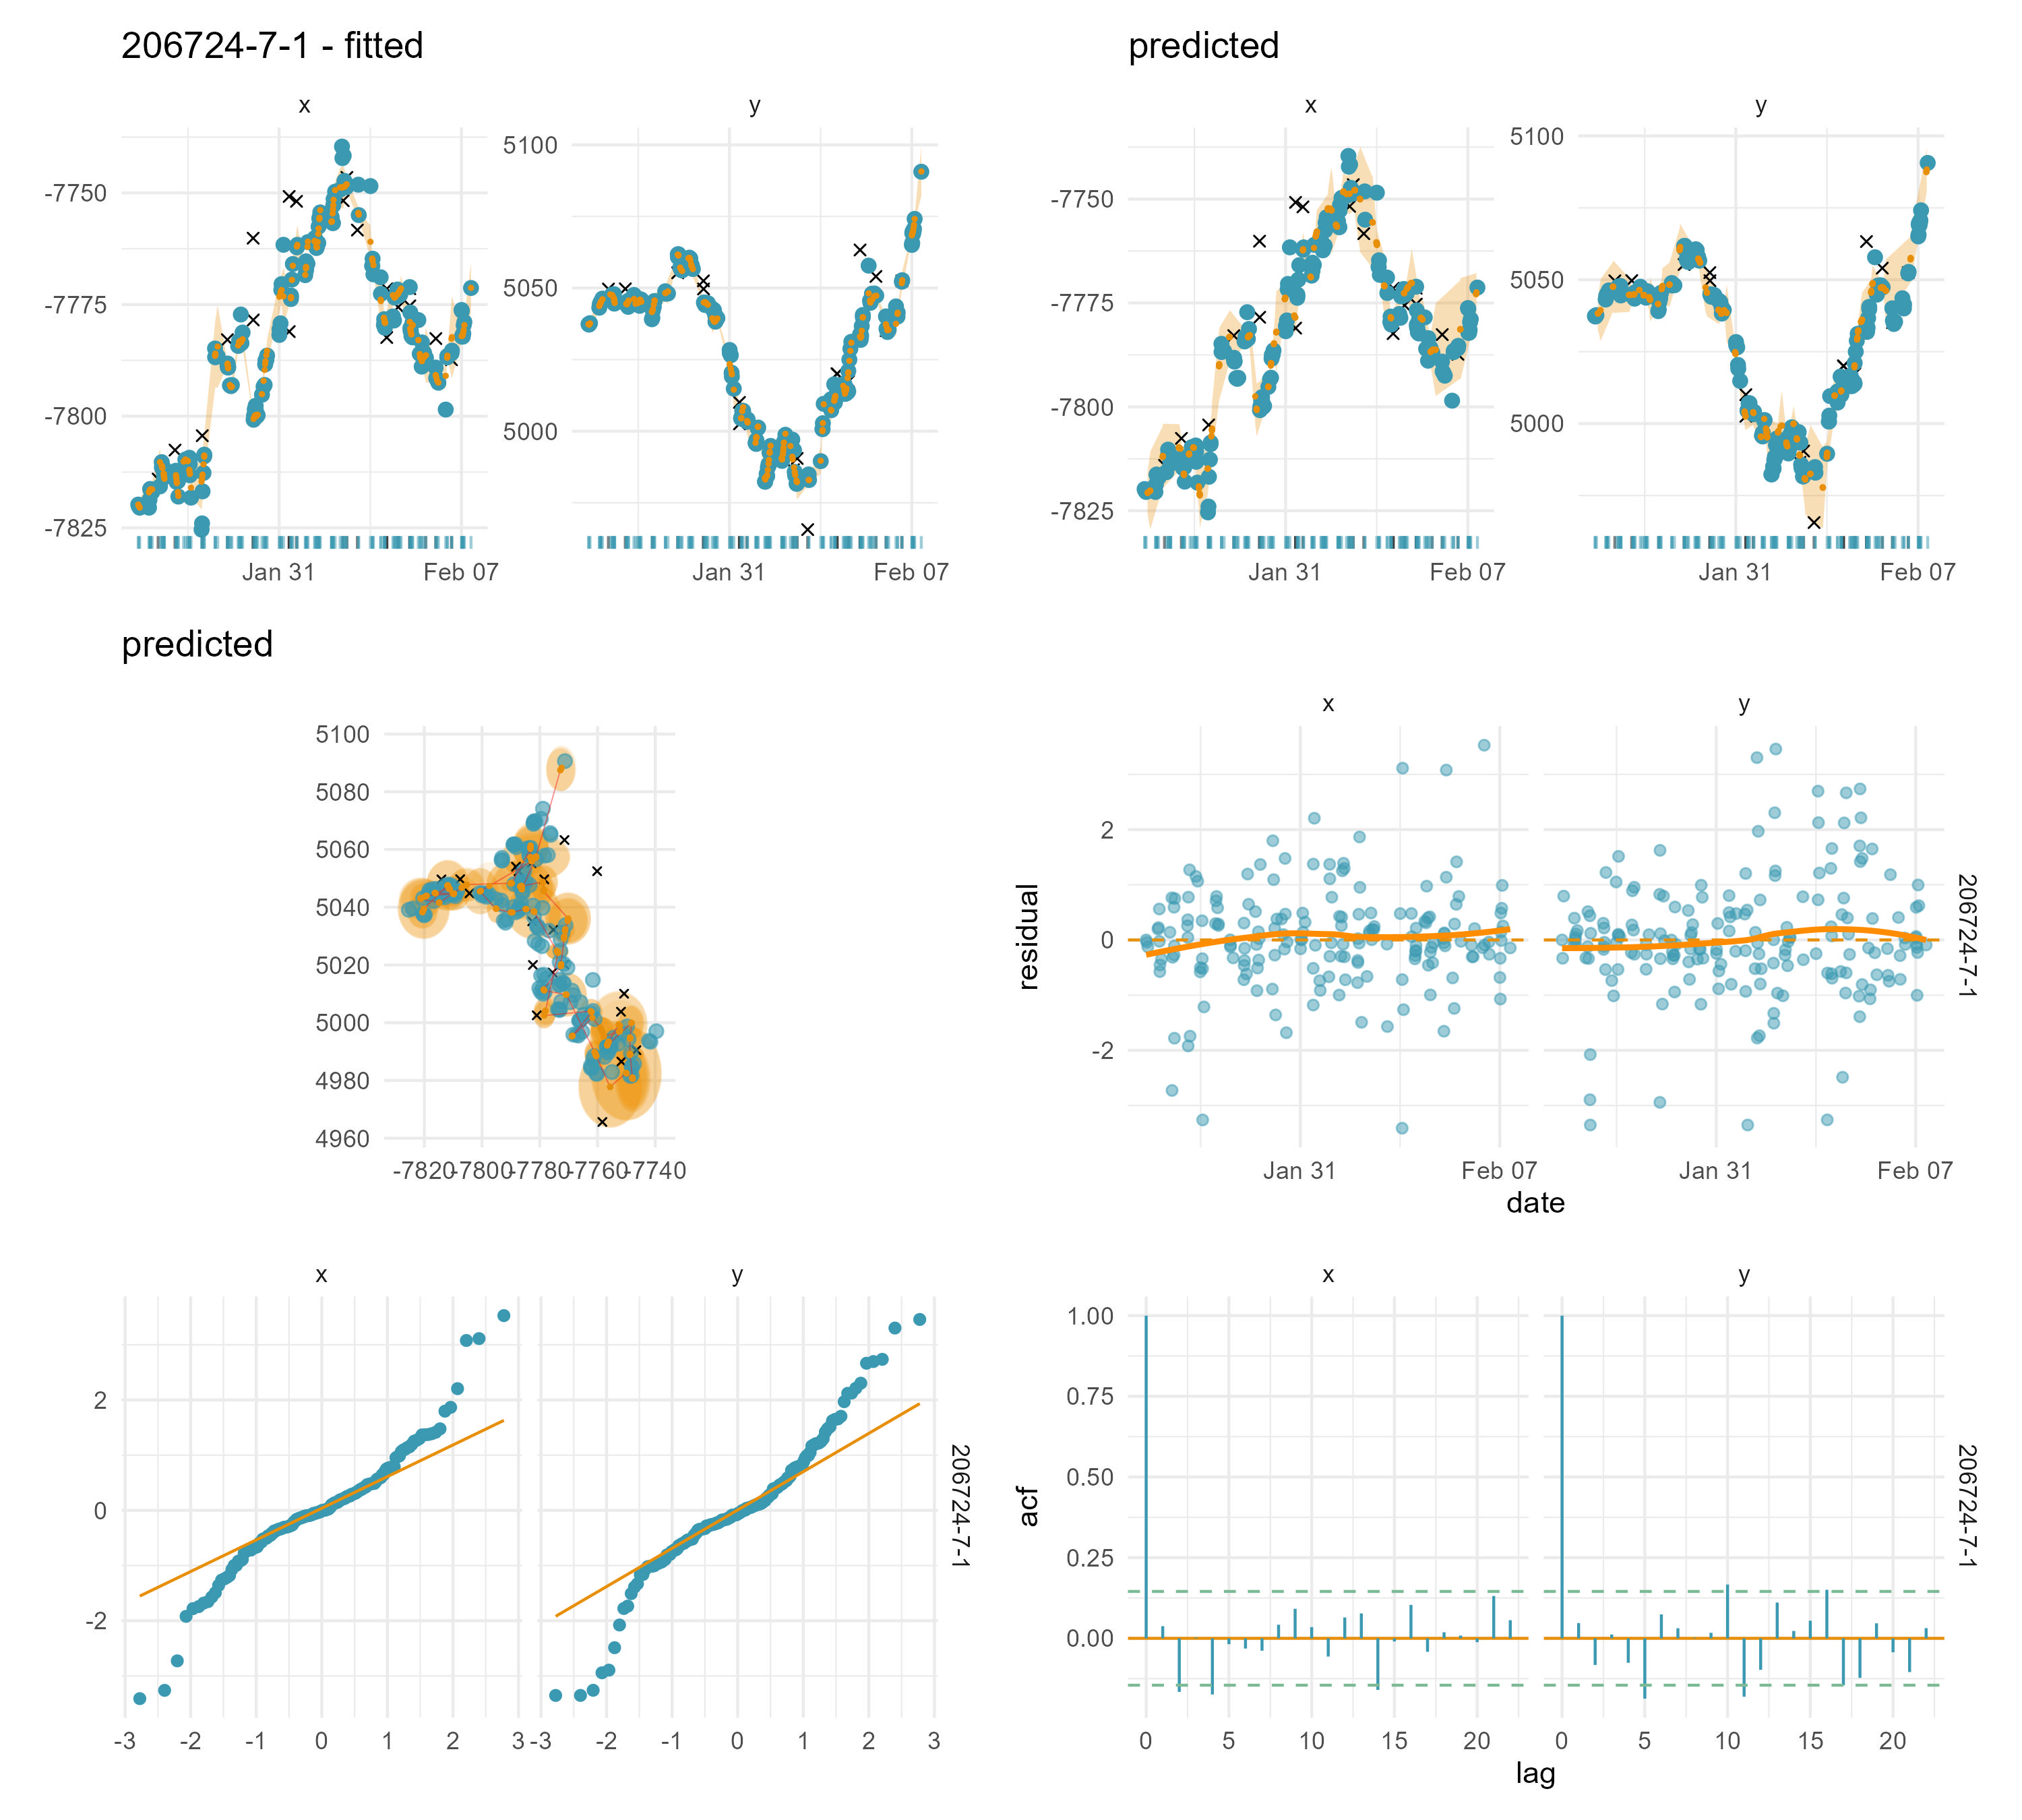 206724-7-1 - fitted
predicted
x
y
x
y
-7750
-7775
-7800
-7825
5100
5050
5000
-7750
-7775
-7800
-7825
5100
5050
5000
Jan 31
Feb 07
Jan 31
Feb 07
Jan 31
Feb 07
Jan 31
Feb 07
predicted
5100
5080
5060
5040
5020
5000
4980
4960
-7820
-7800
-7780
-7760
-7740
x
y
residual
2
0
-2
206724-7-1
Jan 31
Feb 07
Jan 31
Feb 07
date
x
y
2
0
-2
206724-7-1
-3
-2
-1
0
1
2
3
-3
-2
-1
0
1
2
3
x
y
acf
1.00
0.75
0.50
0.25
0.00
206724-7-1
0
5
10
15
20
0
5
10
15
20
lag